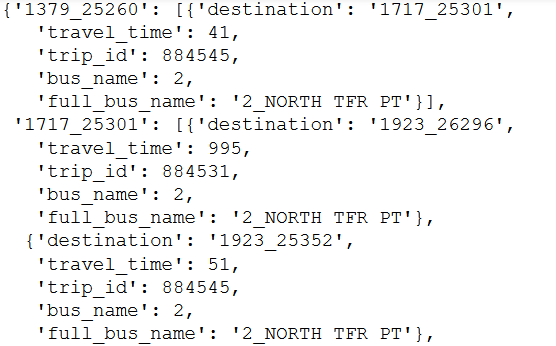 {'1379_25260': [{'destination': '1717_25301',
'travel_time': 41,
'trip_id': 884545,
'bus_name': 2,
'full_bus_name': '2_NORTH TFR PT'}],
'1717_25301': [{'destination': '1923_26296',
'travel_time': 995,
'trip_id': 884531,
'bus_name': 2,
'full_bus_name': '2_NORTH TFR PT'},
{'destination': '1923_25352',
'travel_time': 51,
'trip_id': 884545,
'bus_name': 2,
'full_bus_name': '2_NORTH TFR PT'},